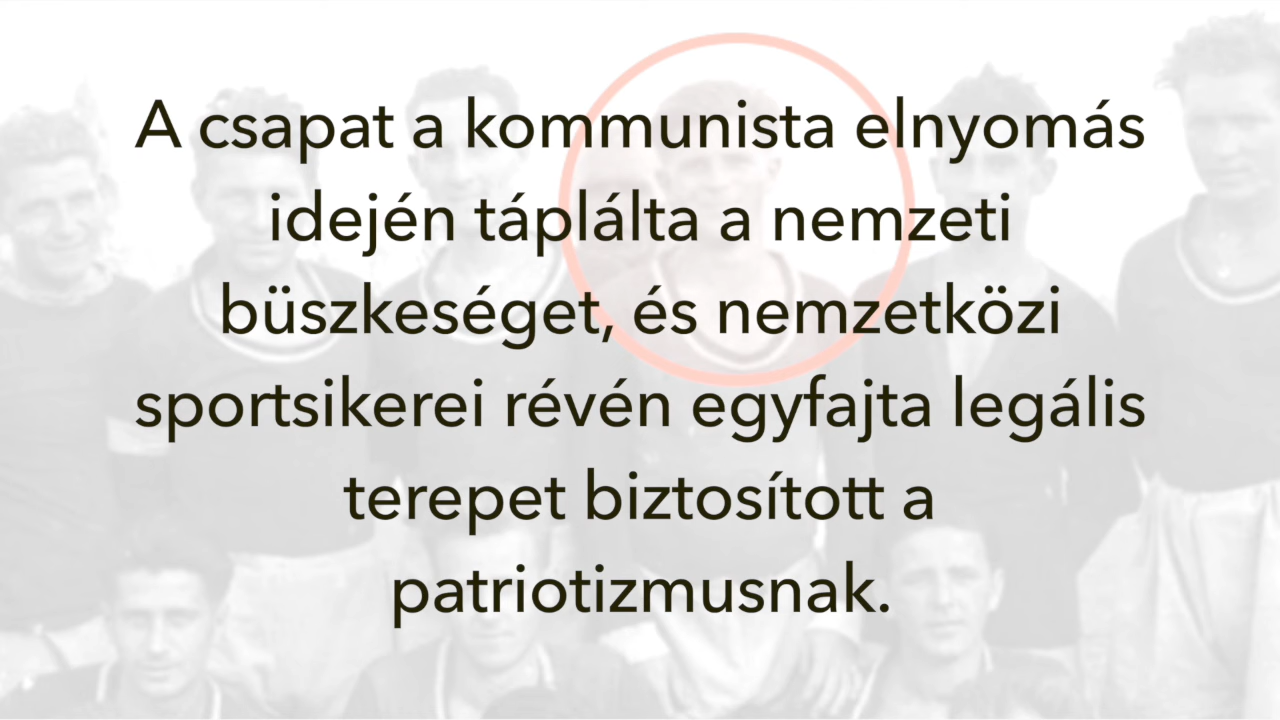 A csapat a kommunista elnyomás
idején táplálta a nemzeti
büszkeséget, és nemzetközi
sportsikerei révén egyfajta legális
terepet biztosított a
patriotizmusnak.